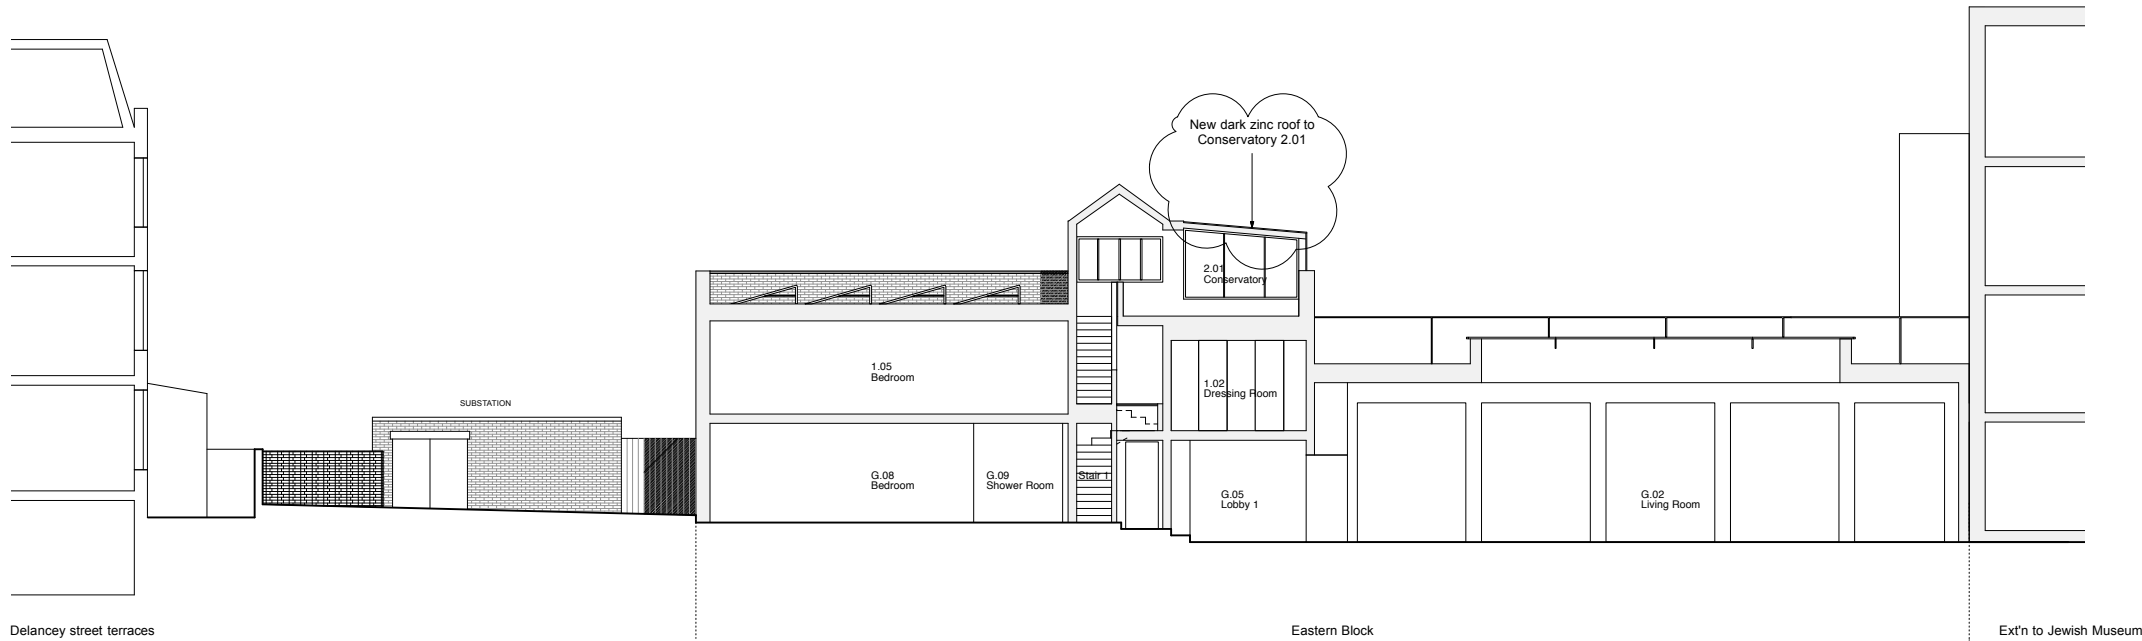 New dark zinc roof to
Conservatory 2.01
2.01
Conservatory
1.05
Bedroom
1.02
Dressing Room
SUBSTATION
G.08
Bedroom
G.09
Shower Room
Stair 1
G.05
Lobby 1
G.02
Living Room
Delancey street terraces
Eastern Block
Ext'n to Jewish Museum